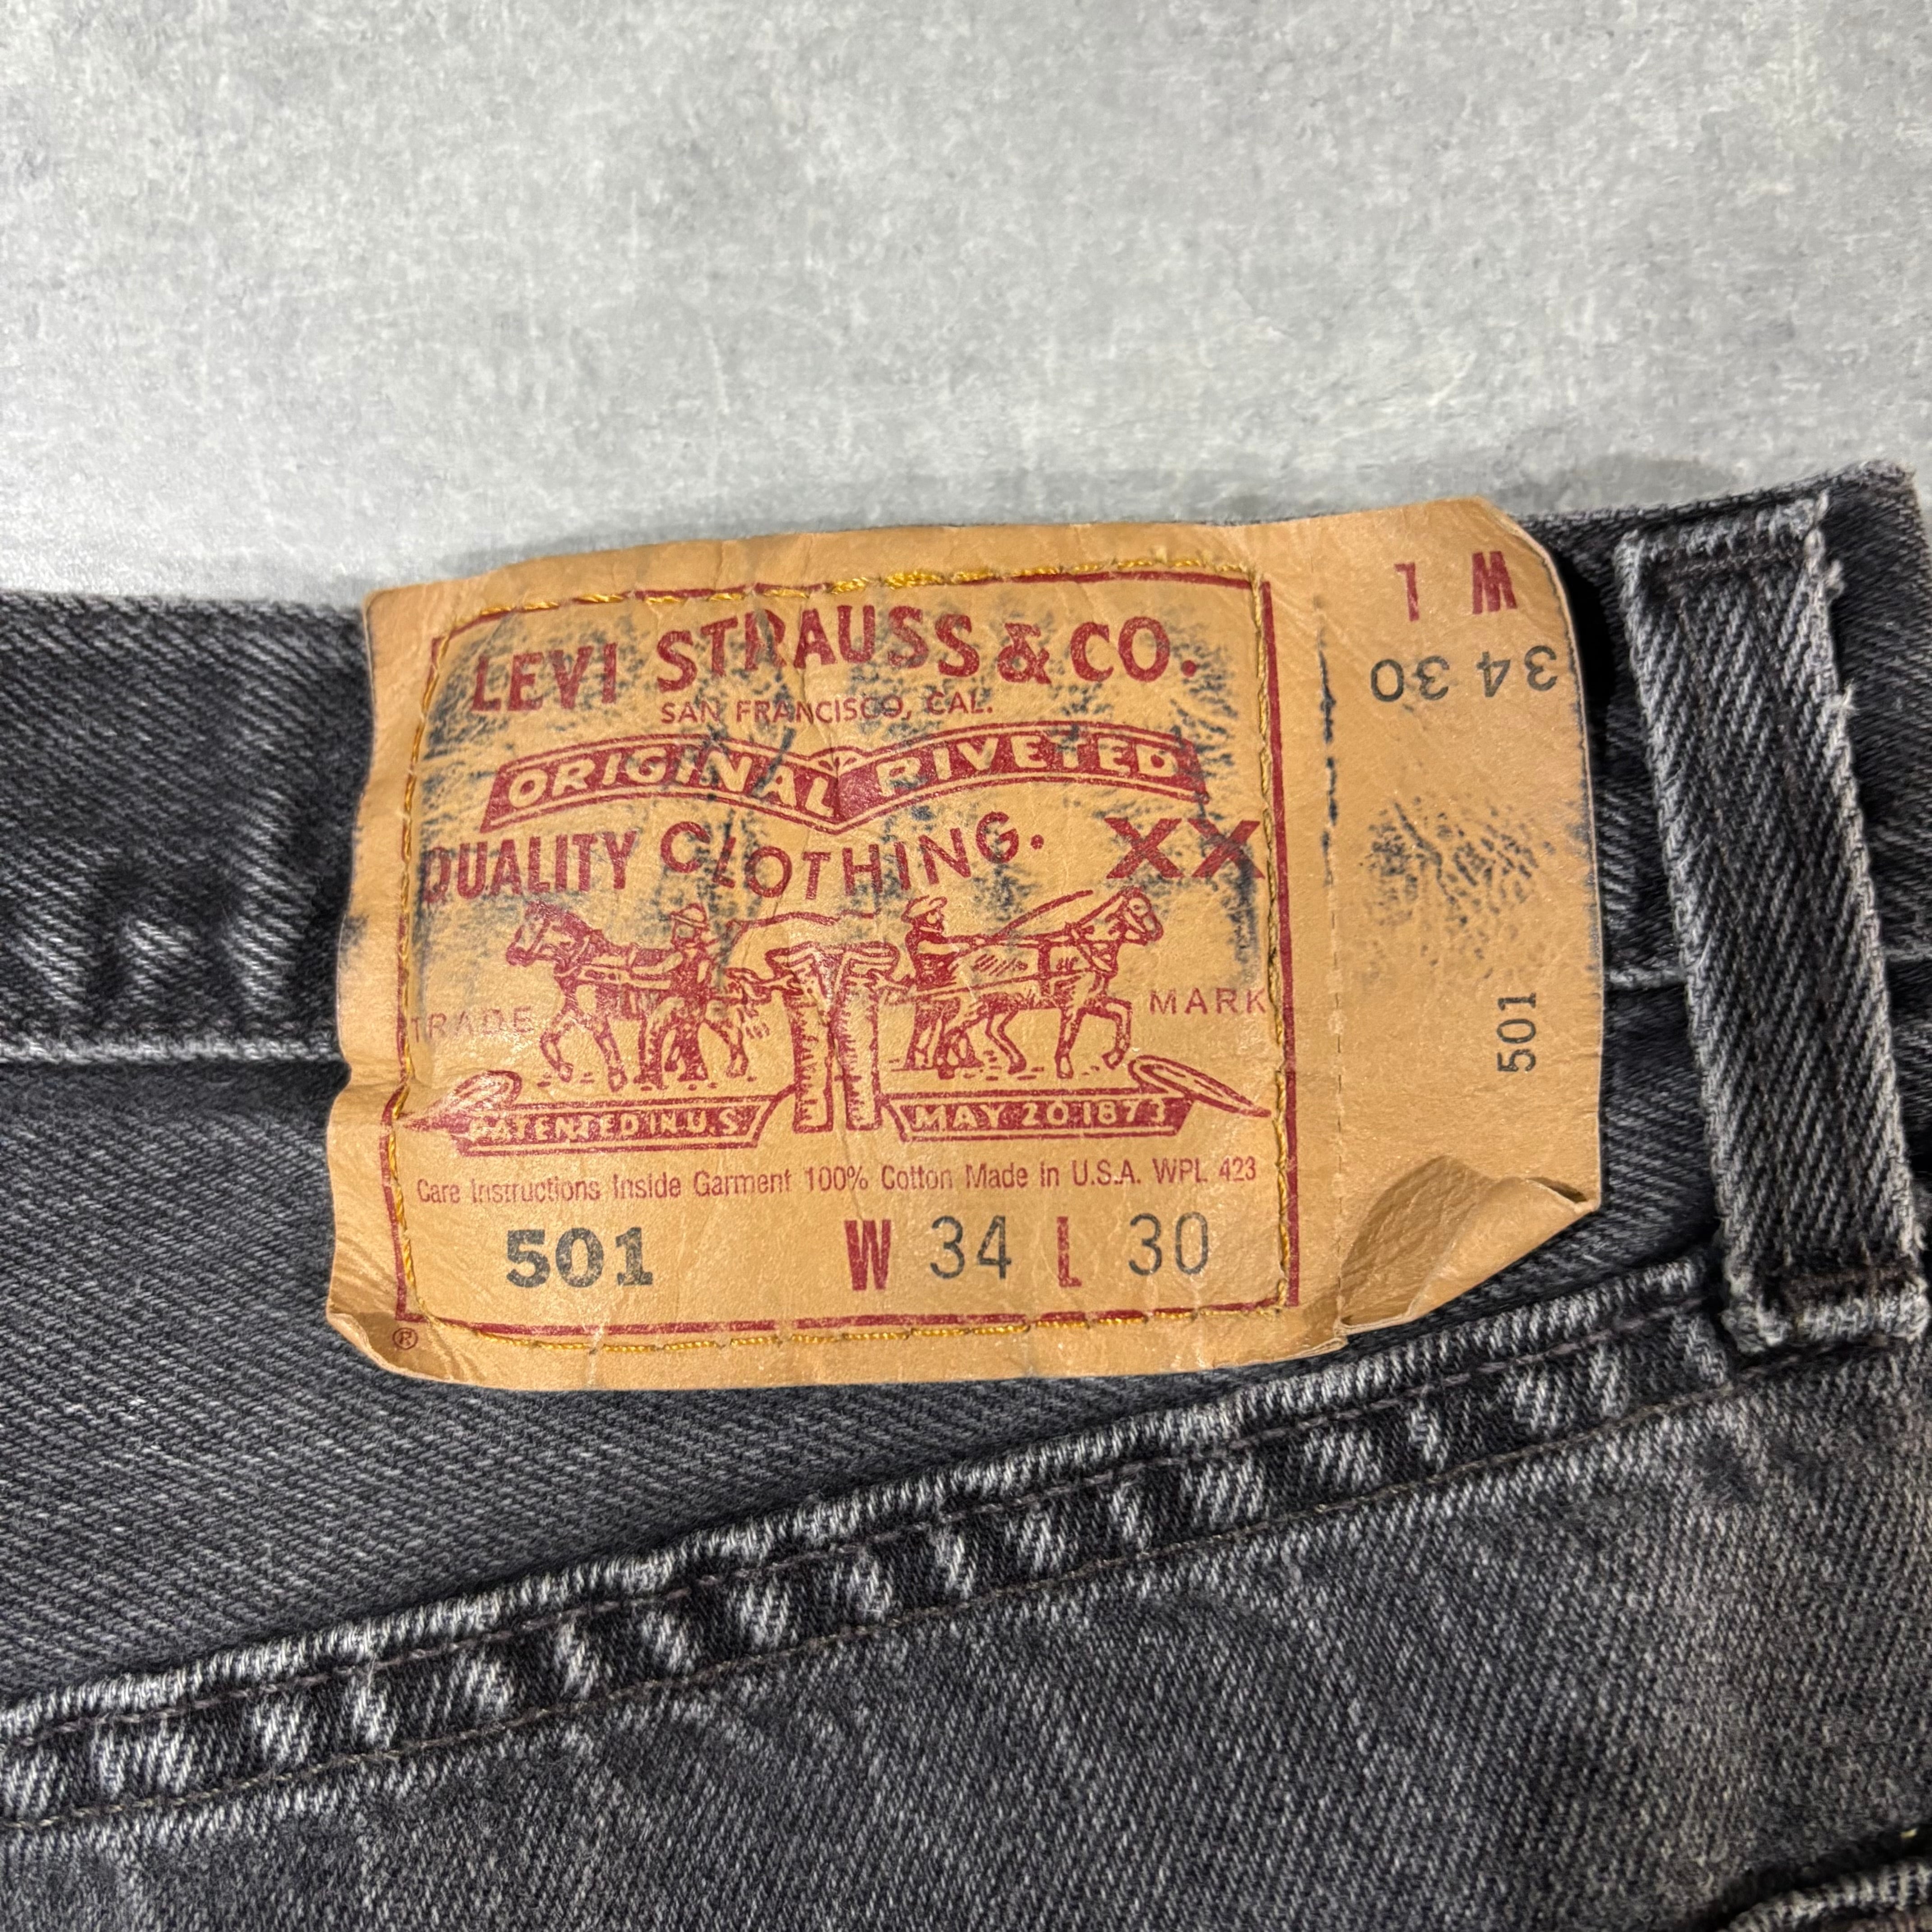 LEVI STRAUSS & CO.
SAN FRANCISCO, CAL.
ORIGINAL RIVETED
QUALITY CLOTHING. XX
TRADE MARK
PATENTED IN U.S. MAY 20 1873
Care Instructions Inside Garment 100% Cotton Made in U.S.A. WPL 423
501 W 34 L 30
®
W L
34 30
501